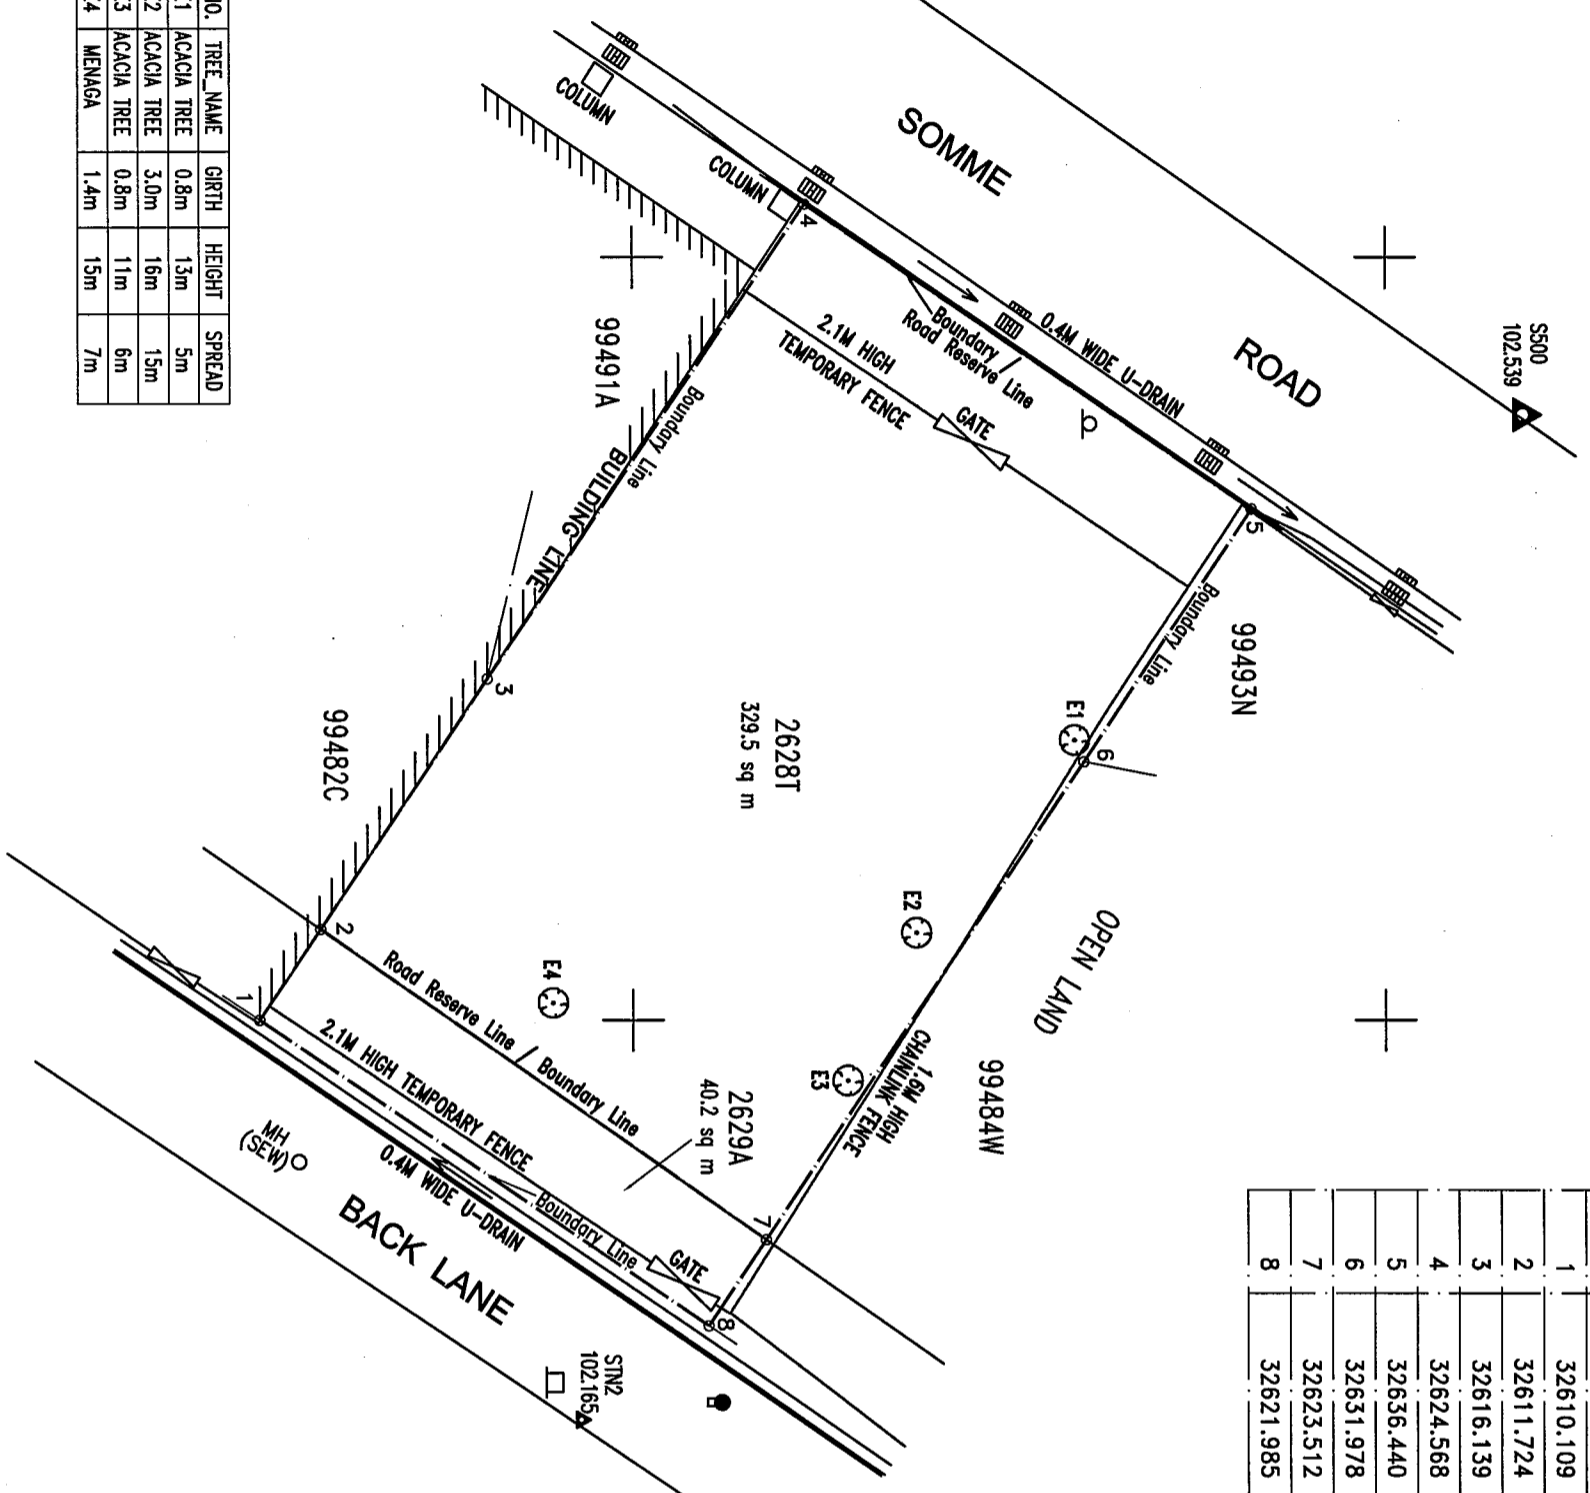 NO. TREE_NAME GIRTH HEIGHT SPREAD
E1 ACACIA TREE 0.8m 13m 5m
E2 ACACIA TREE 3.0m 16m 15m
E3 ACACIA TREE 0.8m 11m 6m
E4 MENAGA 1.4m 15m 7m
SOMME
ROAD
S500
102.539
COLUMN
COLUMN
0.4M WIDE U-DRAIN
Boundary /
Road Reserve Line
2.1M HIGH
TEMPORARY FENCE
GATE
4
5
99491A
Boundary Line
BUILDING LINE
3
99482C
2628T
329.5 sq m
Boundary Line
99493N
E1
6
E2
OPEN LAND
E3
1.6M HIGH
CHAINLINK FENCE
99484W
2
E4
Road Reserve Line / Boundary Line
1
2.1M HIGH TEMPORARY FENCE
2629A
40.2 sq m
7
MH
(SEW)
0.4M WIDE U-DRAIN
Boundary Line
GATE
8
BACK LANE
STN2
102.165
1 32610.109
2 32611.724
3 32616.139
4 32624.568
5 32636.440
6 32631.978
7 32623.512
8 32621.985